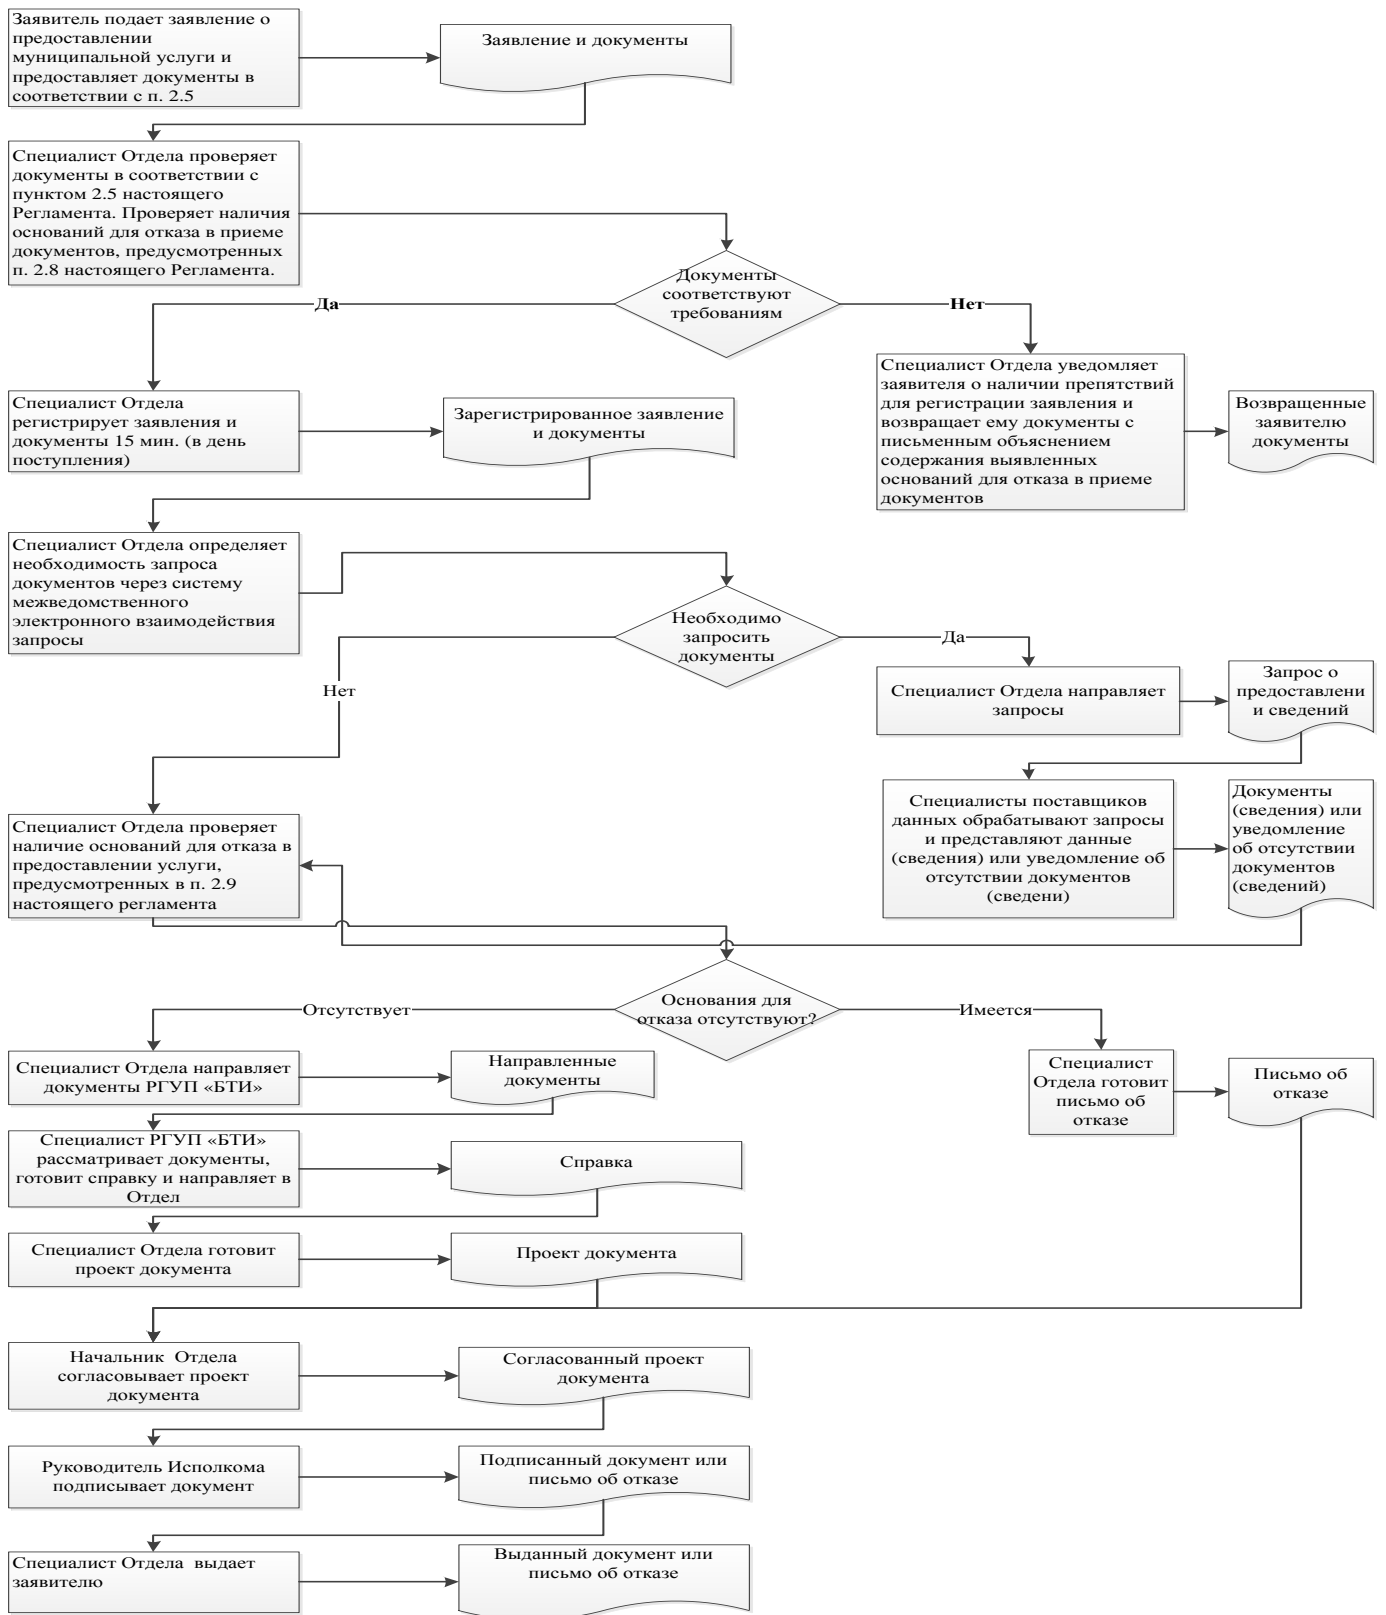 Заявитель подает заявление о
предоставлении
муниципальной услуги и
предоставляет документы в
соответствии с п. 2.5
Заявление и документы
Специалист Отдела проверяет
документы в соответствии с
пунктом 2.5 настоящего
Регламента. Проверяет наличия
оснований для отказа в приеме
документов, предусмотренных
п. 2.8 настоящего Регламента.
Документы
соответствуют
требованиям
Да
Нет
Специалист Отдела
регистрирует заявления и
документы 15 мин. (в день
поступления)
Зарегистрированное заявление
и документы
Специалист Отдела уведомляет
заявителя о наличии препятствий
для регистрации заявления и
возвращает ему документы с
письменным объяснением
содержания выявленных
оснований для отказа в приеме
документов
Возвращенные
заявителю
документы
Специалист Отдела определяет
необходимость запроса
документов через систему
межведомственного
электронного взаимодействия
запросы
Необходимо
запросить
документы
Да
Нет
Специалист Отдела направляет
запросы
Запрос о
предоставлени
и сведений
Специалисты поставщиков
данных обрабатывают запросы
и представляют данные
(сведения) или уведомление об
отсутствии документов
(сведени)
Документы
(сведения) или
уведомление
об отсутствии
документов
(сведений)
Специалист Отдела проверяет
наличие оснований для отказа в
предоставлении услуги,
предусмотренных в п. 2.9
настоящего регламента
Основания для
отказа отсутствуют?
Отсутствует
Имеется
Специалист Отдела направляет
документы РГУП «БТИ»
Направленные
документы
Специалист
Отдела готовит
письмо об
отказе
Письмо об
отказе
Специалист РГУП «БТИ»
рассматривает документы,
готовит справку и направляет в
Отдел
Справка
Специалист Отдела готовит
проект документа
Проект документа
Начальник Отдела
согласовывает проект
документа
Согласованный проект
документа
Руководитель Исполкома
подписывает документ
Подписанный документ или
письмо об отказе
Специалист Отдела выдает
заявителю
Выданный документ или
письмо об отказе